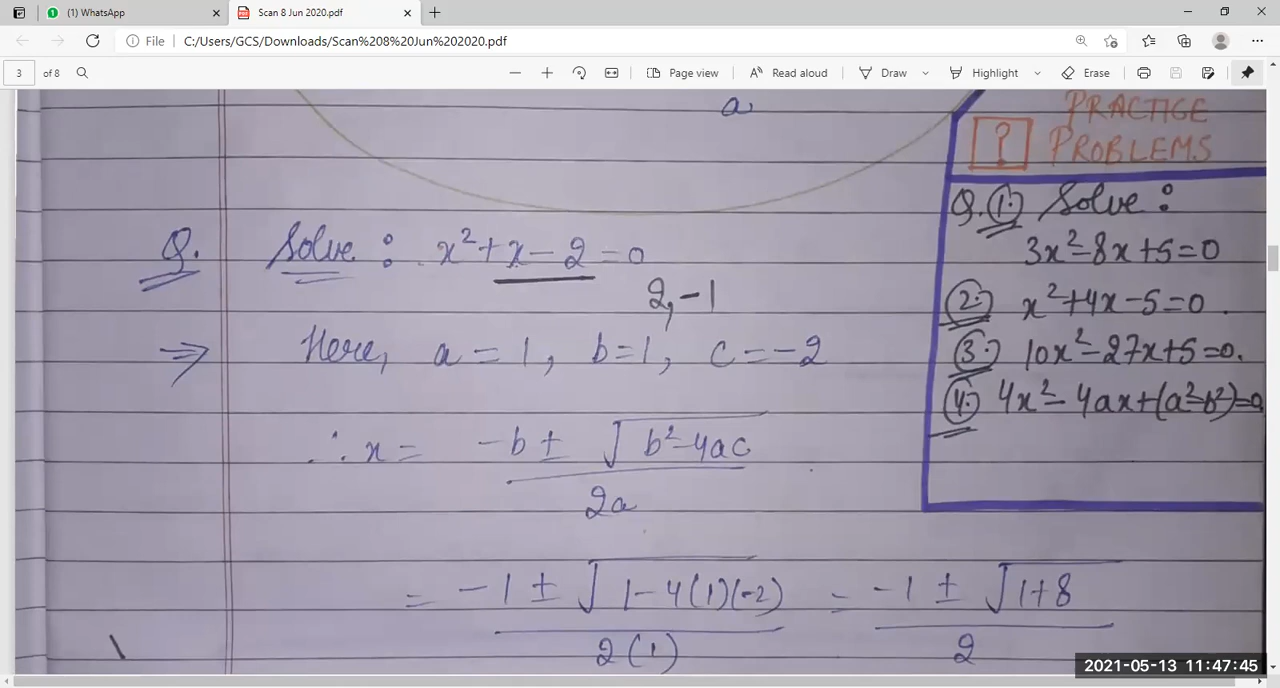 (1) WhatsApp
Scan 8 Jun 2020.pdf
File C:/Users/GCS/Downloads/Scan%208%20Jun%202020.pdf
3 of 8 Page view Read aloud Draw Highlight Erase
a
PRACTICE
? PROBLEMS
Q. Solve : x²+x-2=0
2,-1
⇒ Here, a=1, b=1, c=-2
∴ x= -b ± √b²-4ac
2a
= -1 ± √1-4(1)(-2) = -1 ± √1+8
2(1) 2
Q. 1. Solve :
3x²-8x+5=0
2. x²+4x-5=0.
3. 10x²-27x+5=0.
4. 4x²-4ax+(a²-b²)=0
2021-05-13 11:47:45